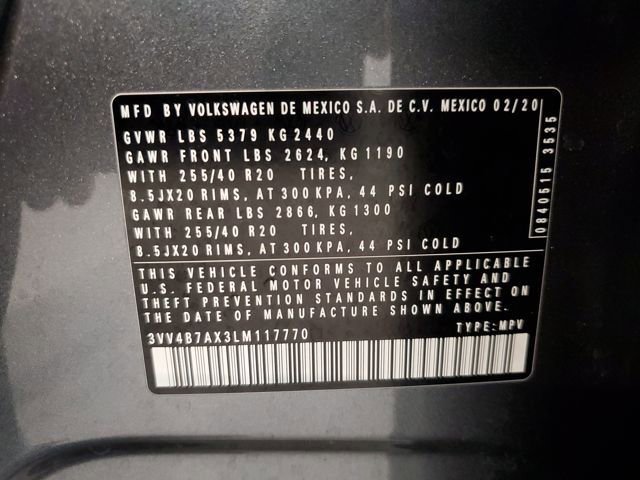 MFD BY VOLKSWAGEN DE MEXICO S.A. DE C.V. MEXICO 02/20
GVWR LBS 5379 KG 2440
GAWR FRONT LBS 2624, KG 1190
WITH 255/40 R20 TIRES,
8.5JX20 RIMS, AT 300 KPA, 44 PSI COLD
GAWR REAR LBS 2866, KG 1300
WITH 255/40 R20 TIRES,
8.5JX20 RIMS, AT 300 KPA, 44 PSI COLD
THIS VEHICLE CONFORMS TO ALL APPLICABLE
U.S. FEDERAL MOTOR VEHICLE SAFETY AND
THEFT PREVENTION STANDARDS IN EFFECT ON
THE DATE OF MANUFACTURE SHOWN ABOVE.
3VV4B7AX3LM117770 TYPE: MPV
0840515 3535